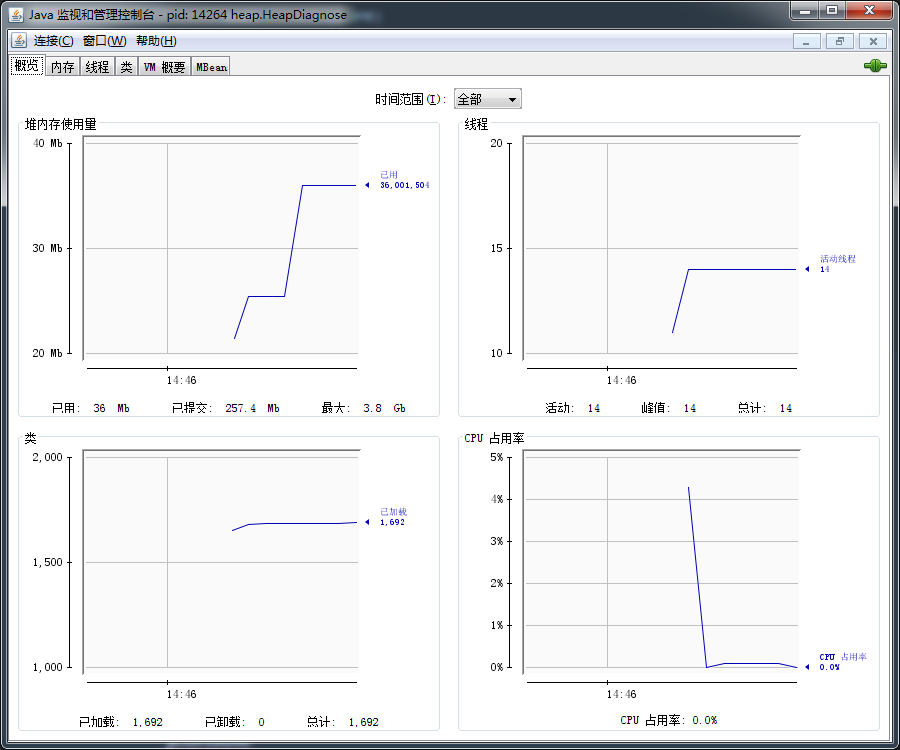 Java 监视和管理控制台 - pid: 14264 heap.HeapDiagnose
连接(C) 窗口(W) 帮助(H)
概览 内存 线程 类 VM 概要 MBean
时间范围(I): 全部
堆内存使用量
40 Mb
30 Mb
20 Mb
已用
36,001,504
14:46
已用: 36 Mb 已提交: 257.4 Mb 最大: 3.8 Gb
线程
20
15
10
活动线程
14
14:46
活动: 14 峰值: 14 总计: 14
类
2,000
1,500
1,000
已加载
1,692
14:46
已加载: 1,692 已卸载: 0 总计: 1,692
CPU 占用率
5%
4%
3%
2%
1%
0%
CPU 占用率
0.0%
14:46
CPU 占用率: 0.0%